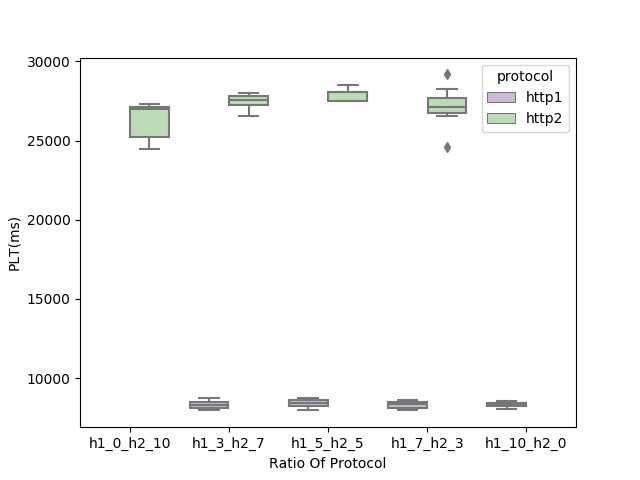 30000
25000
20000
15000
10000
PLT(ms)
h1_0_h2_10 h1_3_h2_7 h1_5_h2_5 h1_7_h2_3 h1_10_h2_0
Ratio Of Protocol
protocol
http1
http2